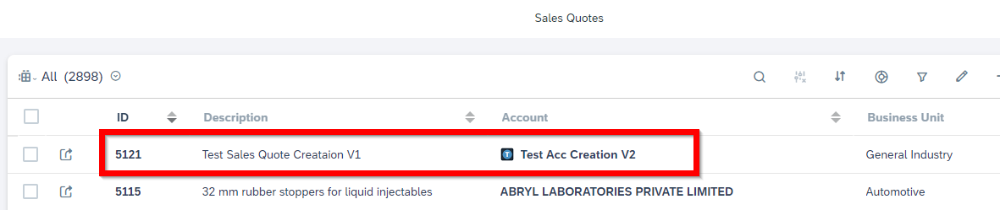 Sales Quotes
All (2898)
ID Description Account Business Unit
5121 Test Sales Quote Creataion V1 T Test Acc Creation V2 General Industry
5115 32 mm rubber stoppers for liquid injectables ABRYL LABORATORIES PRIVATE LIMITED Automotive